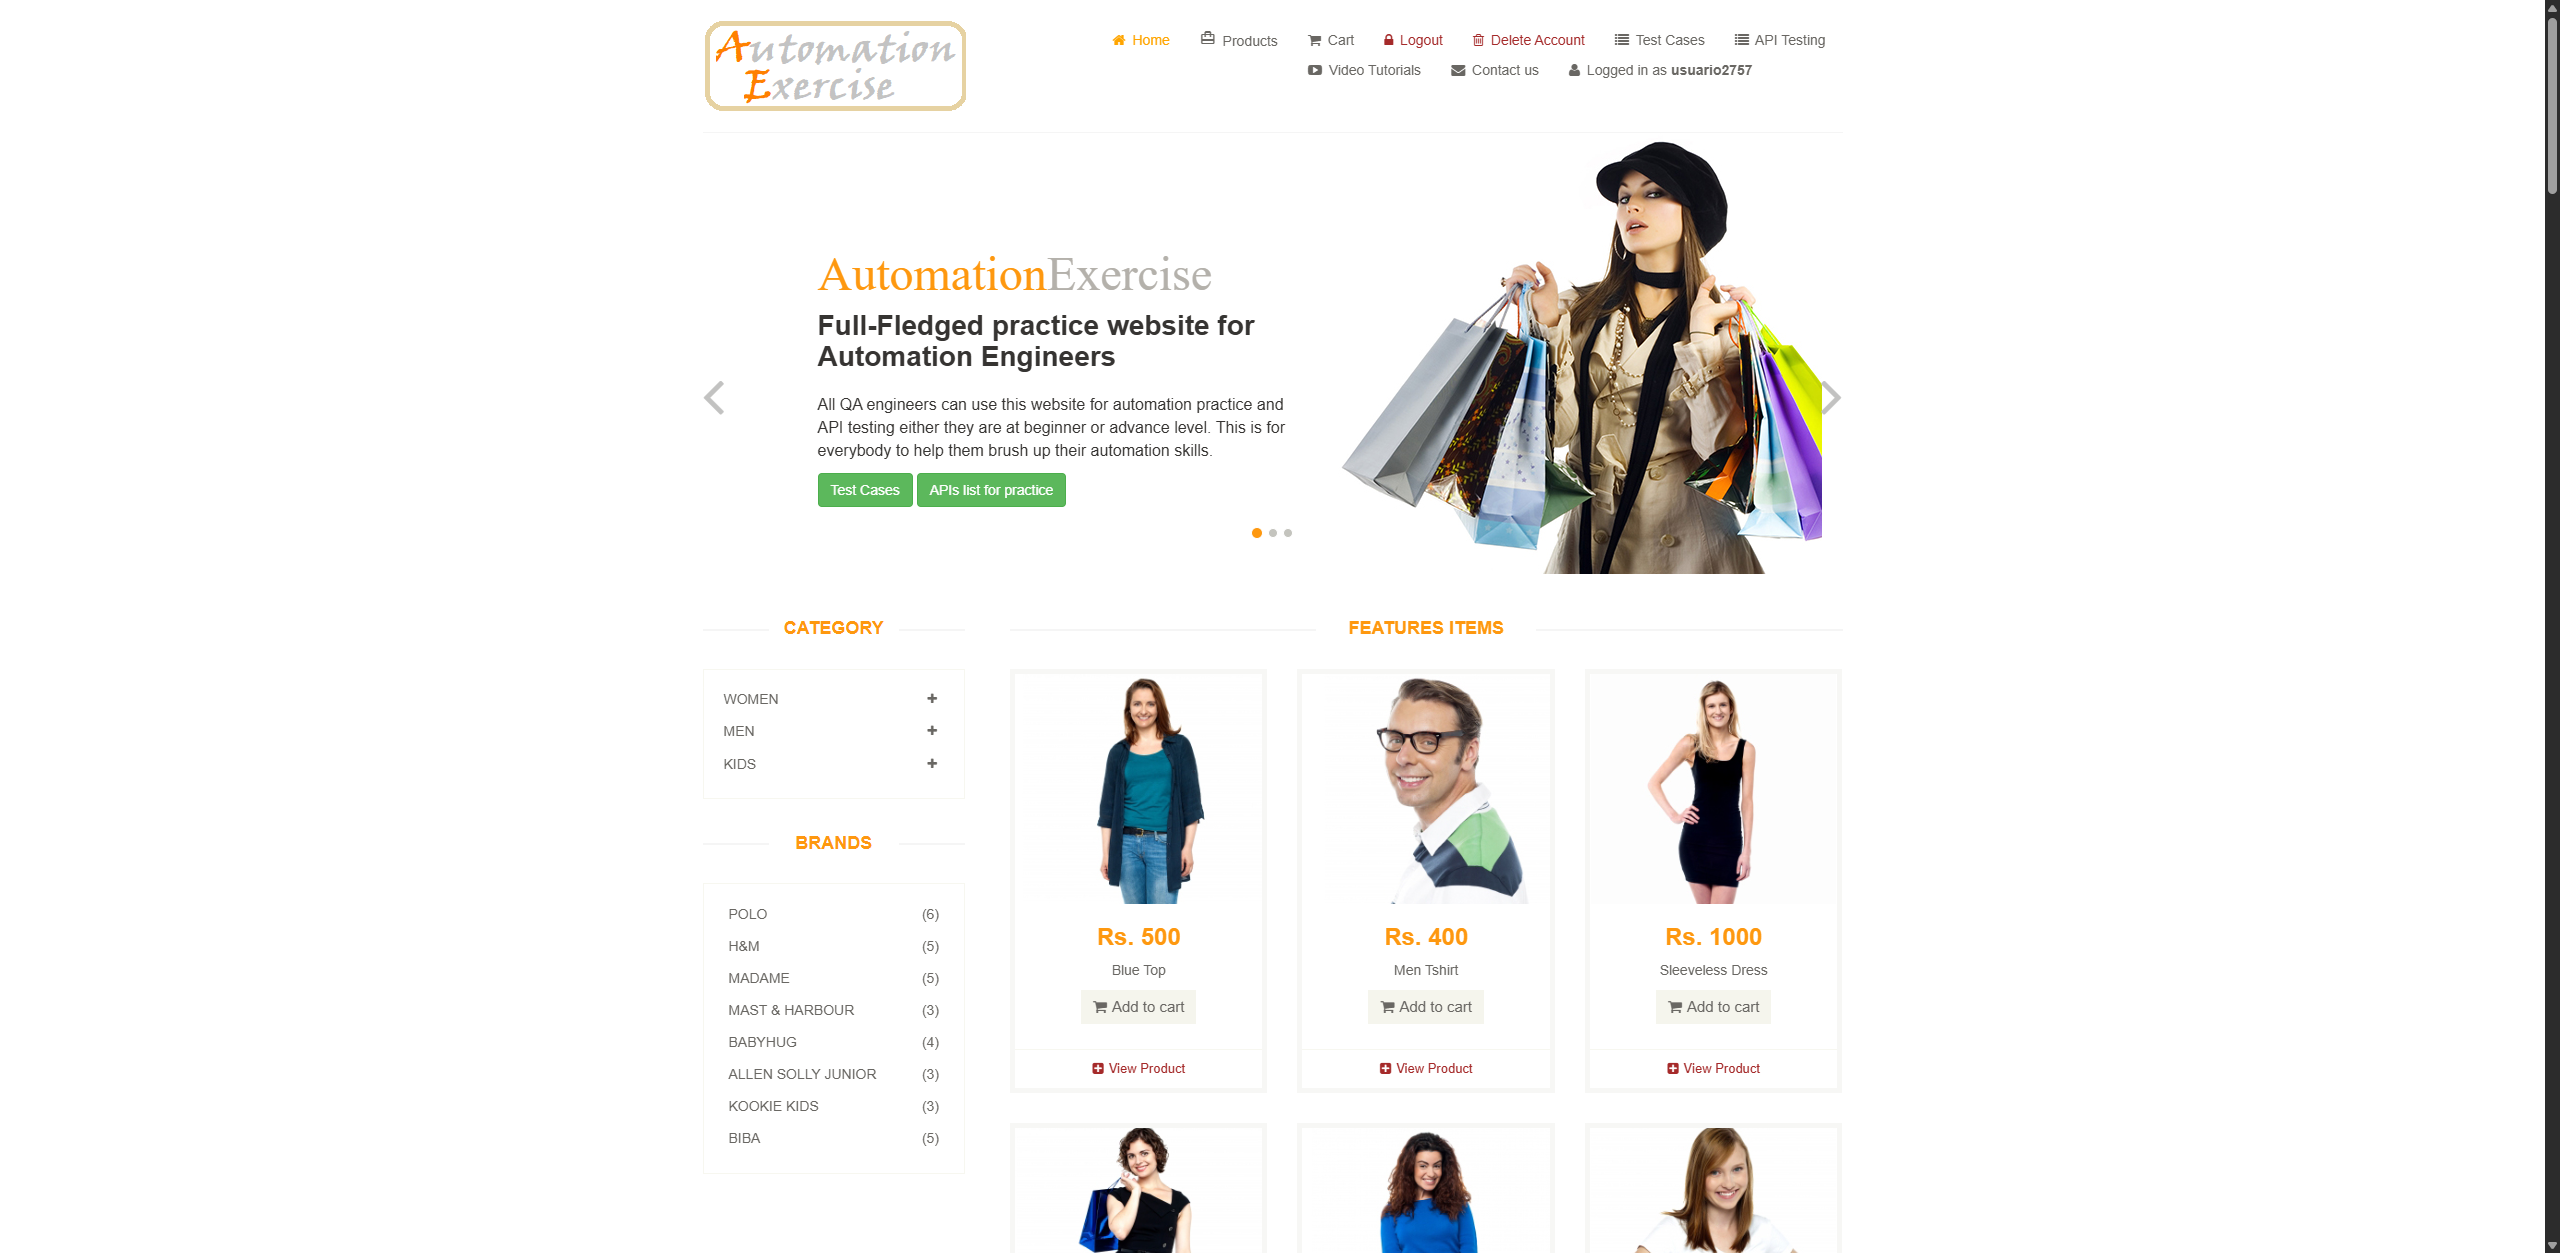 Automation
Exercise
Home Products Cart Logout Delete Account Test Cases API Testing
Video Tutorials Contact us Logged in as usuario2757
AutomationExercise
Full-Fledged practice website for
Automation Engineers
All QA engineers can use this website for automation practice and
API testing either they are at beginner or advance level. This is for
everybody to help them brush up their automation skills.
Test Cases APIs list for practice
CATEGORY
WOMEN
MEN
KIDS
BRANDS
POLO (6)
H&M (5)
MADAME (5)
MAST & HARBOUR (3)
BABYHUG (4)
ALLEN SOLLY JUNIOR (3)
KOOKIE KIDS (3)
BIBA (5)
FEATURES ITEMS
Rs. 500
Blue Top
Add to cart
View Product
Rs. 400
Men Tshirt
Add to cart
View Product
Rs. 1000
Sleeveless Dress
Add to cart
View Product